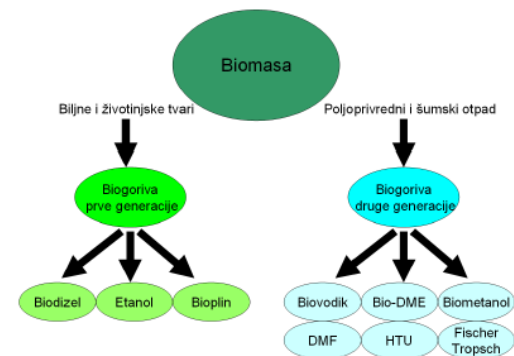 Biomasa
Biljne i životinjske tvari
Poljoprivredni i šumski otpad
Biogoriva
prve generacije
Biogoriva
druge generacije
Biodizel
Etanol
Bioplin
Biovodik
Bio-DME
Biometanol
DMF
HTU
Fischer
Tropsch